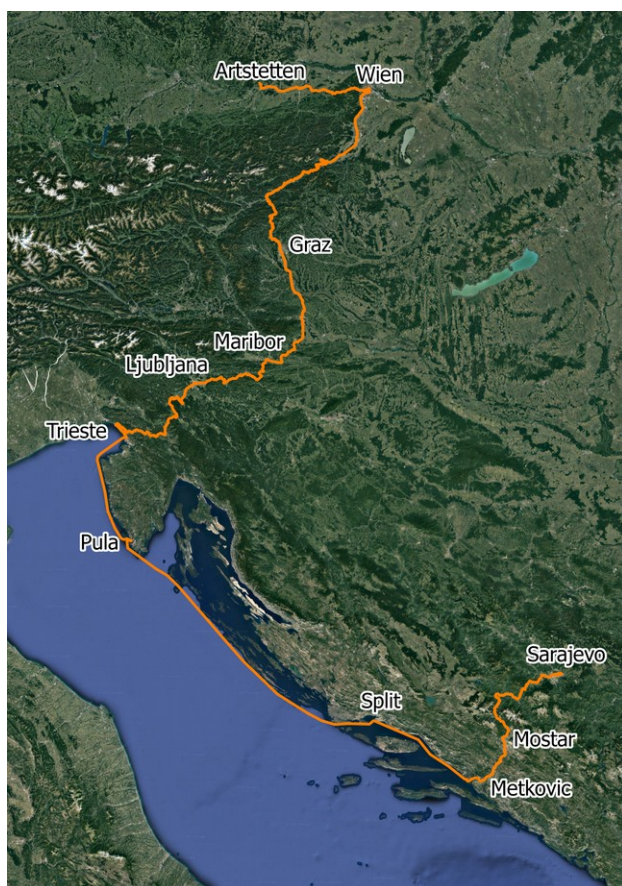 Artstetten
Wien
Graz
Maribor
Ljubljana
Trieste
Pula
Sarajevo
Split
Mostar
Metkovic